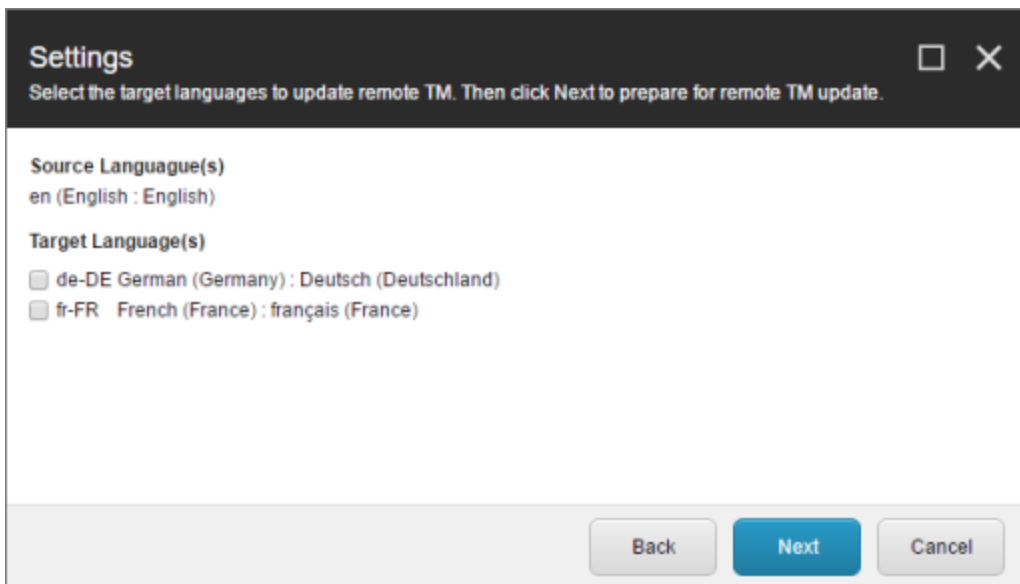 Settings
Select the target languages to update remote TM. Then click Next to prepare for remote TM update.
Source Languague(s)
en (English : English)
Target Language(s)
de-DE German (Germany) : Deutsch (Deutschland)
fr-FR French (France) : français (France)
Back Next Cancel